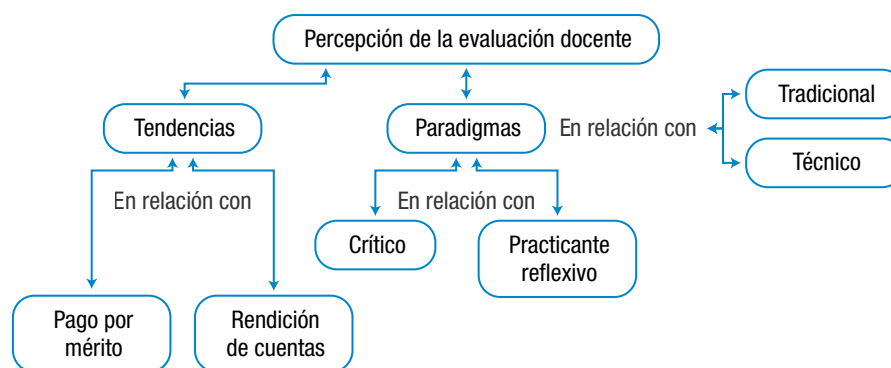 Percepción de la evaluación docente
Tendencias
Paradigmas
En relación con
Tradicional
Técnico
En relación con
En relación con
Crítico
Practicante
reflexivo
Pago por
mérito
Rendición
de cuentas